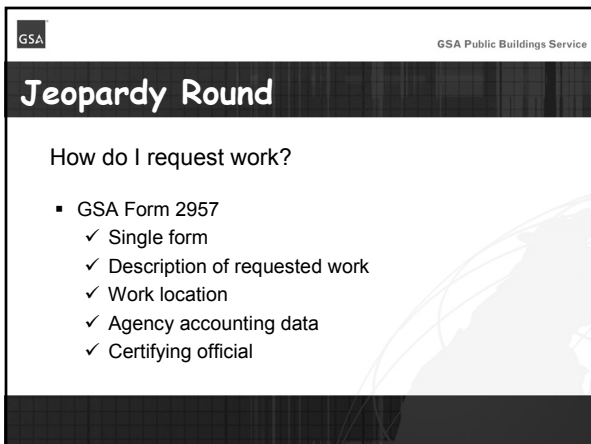 GSA
GSA Public Buildings Service
Jeopardy Round
How do I request work?
▪ GSA Form 2957
✓ Single form
✓ Description of requested work
✓ Work location
✓ Agency accounting data
✓ Certifying official